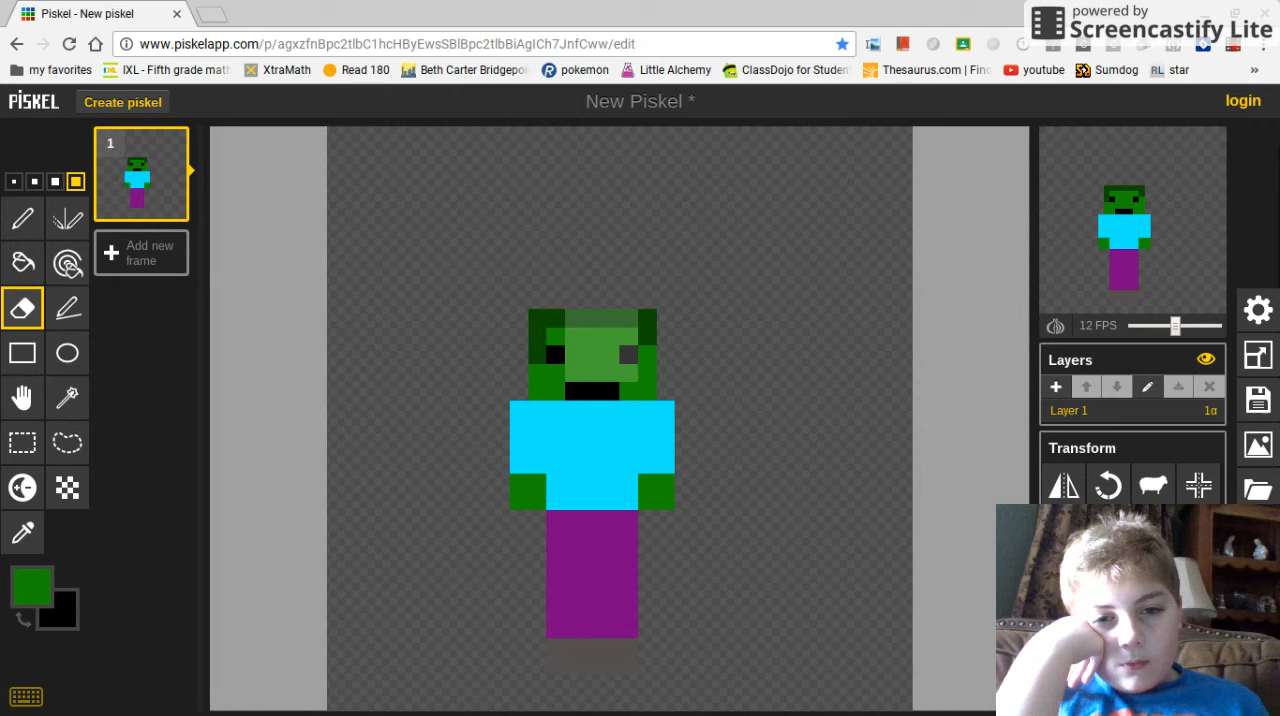 Piskel - New piskel
powered by
Screencastify Lite
www.piskelapp.com/p/agxzfnBpc2tlbC1hcHByEwsSBlBpc2tlbBiAgICh7JnfCww/edit
my favorites IXL - Fifth grade math XtraMath Read 180 Beth Carter Bridgepoi pokemon Little Alchemy ClassDojo for Student Thesaurus.com | Fin youtube Sumdog RL star »
PISKEL Create piskel New Piskel * login
1
Add new
frame
12 FPS
Layers
Layer 1 1α
Transform